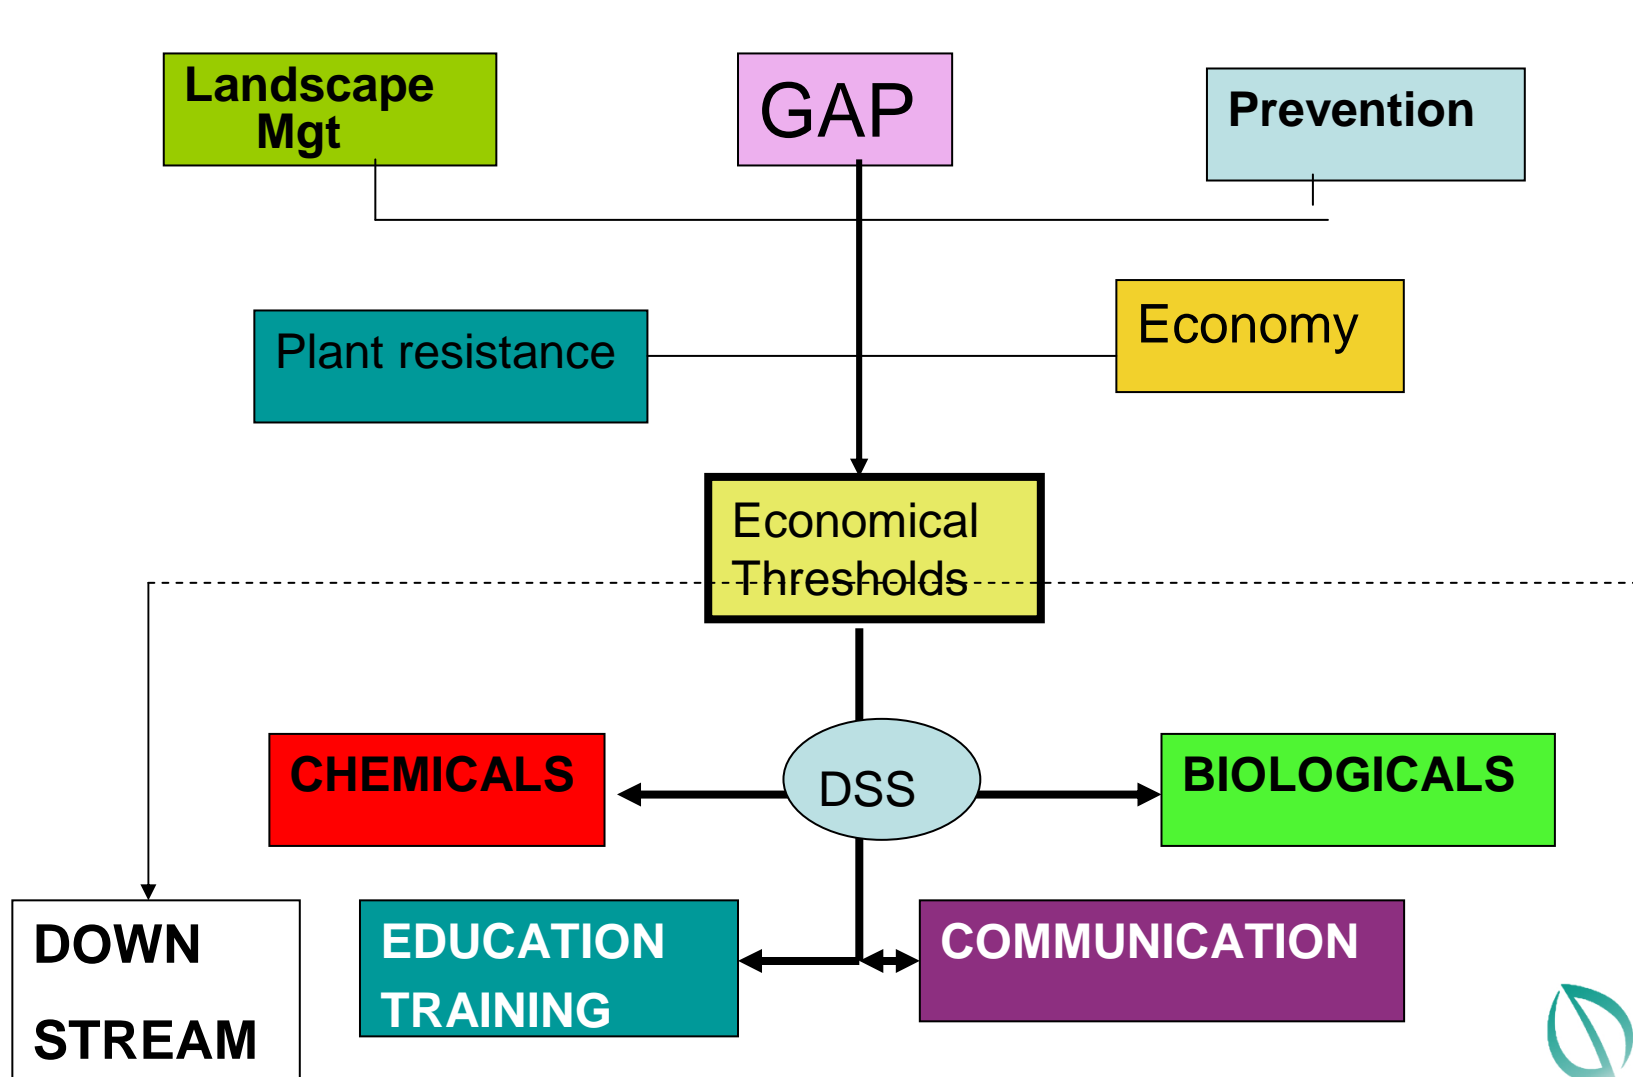 Landscape
Mgt
GAP
Prevention
Plant resistance
Economy
Economical
Thresholds
CHEMICALS
DSS
BIOLOGICALS
DOWN
STREAM
EDUCATION
TRAINING
COMMUNICATION